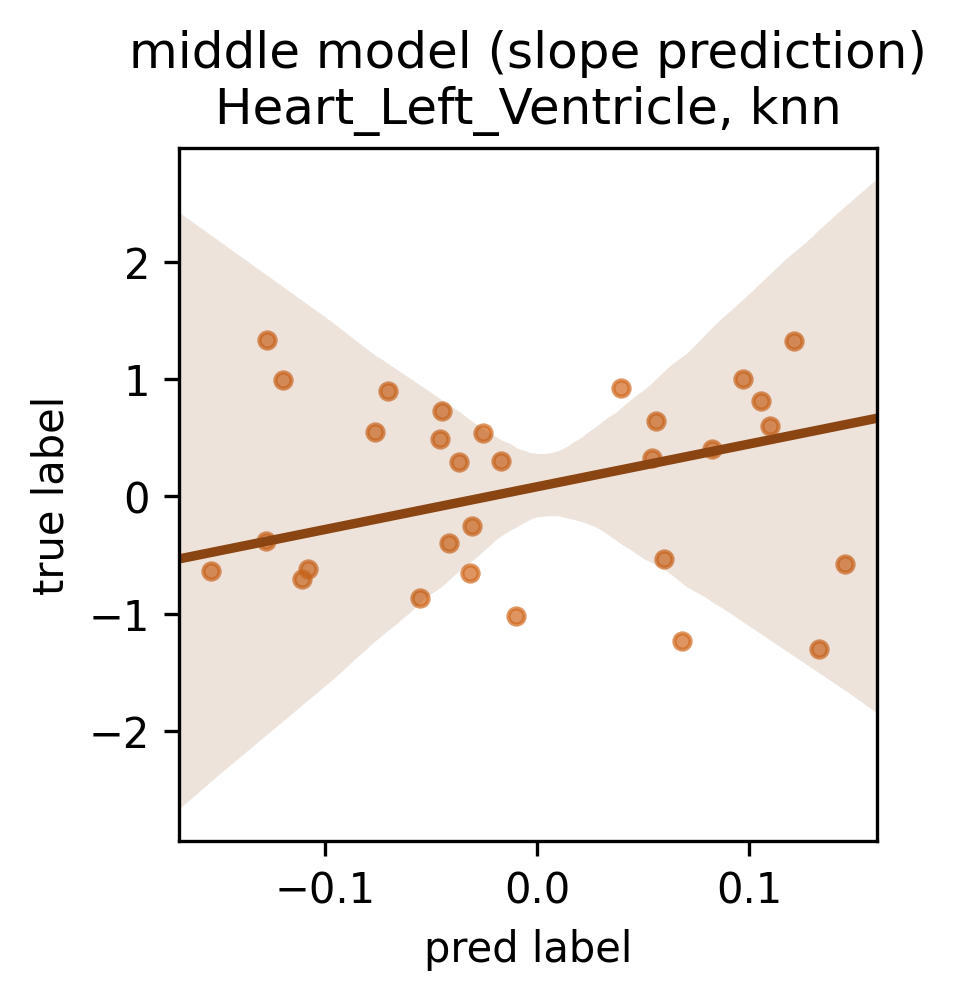 middle model (slope prediction)
Heart_Left_Ventricle, knn
2
1
0
−1
−2
true label
−0.1
0.0
0.1
pred label